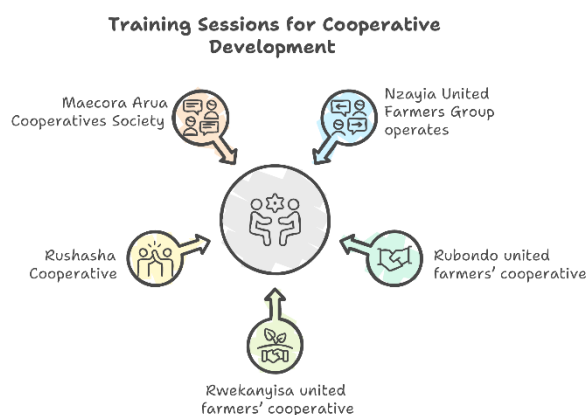 Training Sessions for Cooperative
Development
Maecora Arua
Cooperatives Society
Nzayia United
Farmers Group
operates
Rushasha
Cooperative
Rubondo united
farmers' cooperative
Rwekanyisa united
farmers' cooperative